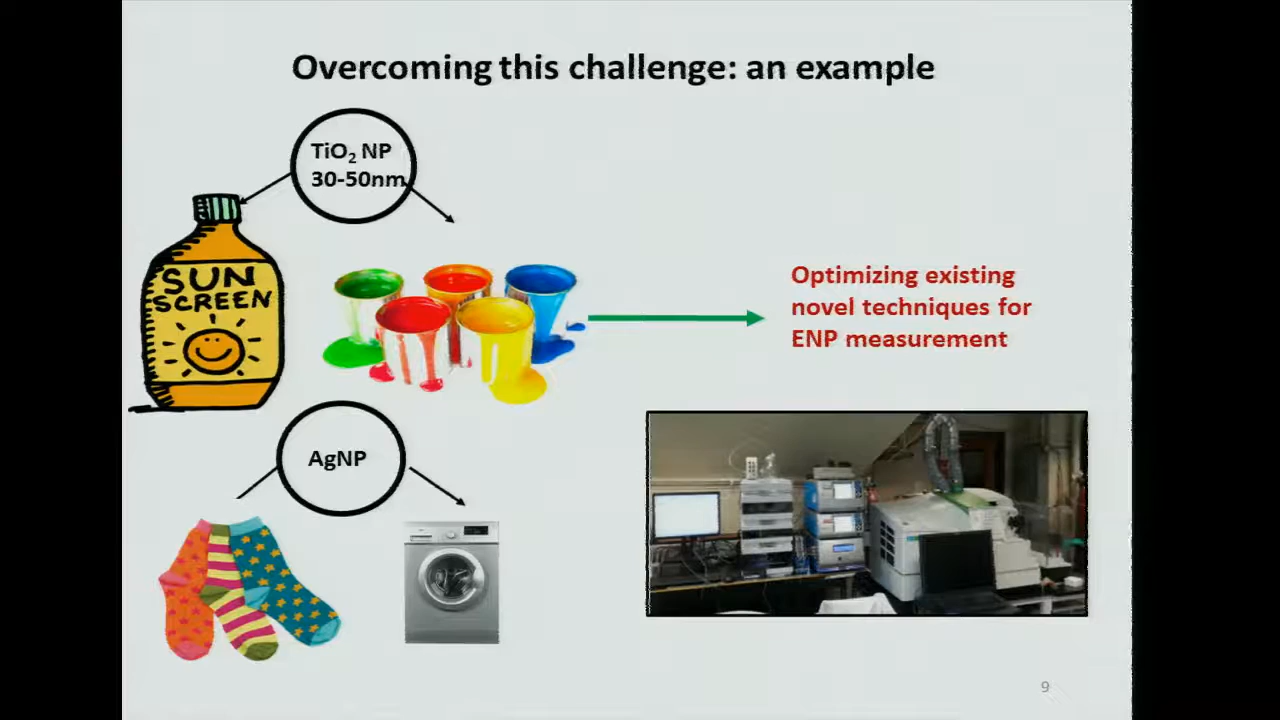 Overcoming this challenge: an example
TiO₂ NP
30-50nm
SUN
SCREEN
Optimizing existing
novel techniques for
ENP measurement
AgNP
9